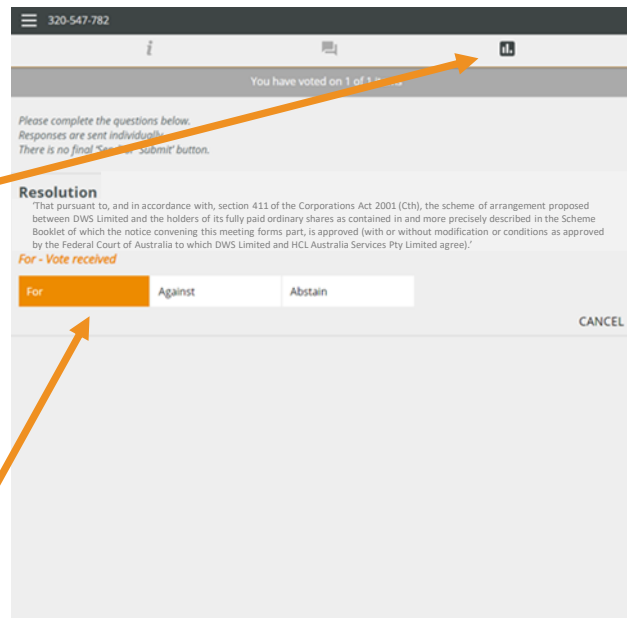 320-547-782
i
You have voted on 1 of 1
Please complete the questions below.
Responses are sent individually
There is no final 'Send' or 'Submit' button.
Resolution
'That pursuant to, and in accordance with, section 411 of the Corporations Act 2001 (Cth), the scheme of arrangement proposed
between DWS Limited and the holders of its fully paid ordinary shares as contained in and more precisely described in the Scheme
Booklet of which the notice convening this meeting forms part, is approved (with or without modification or conditions as approved
by the Federal Court of Australia to which DWS Limited and HCL Australia Services Pty Limited agree).'
For - Vote received
For Against Abstain
CANCEL